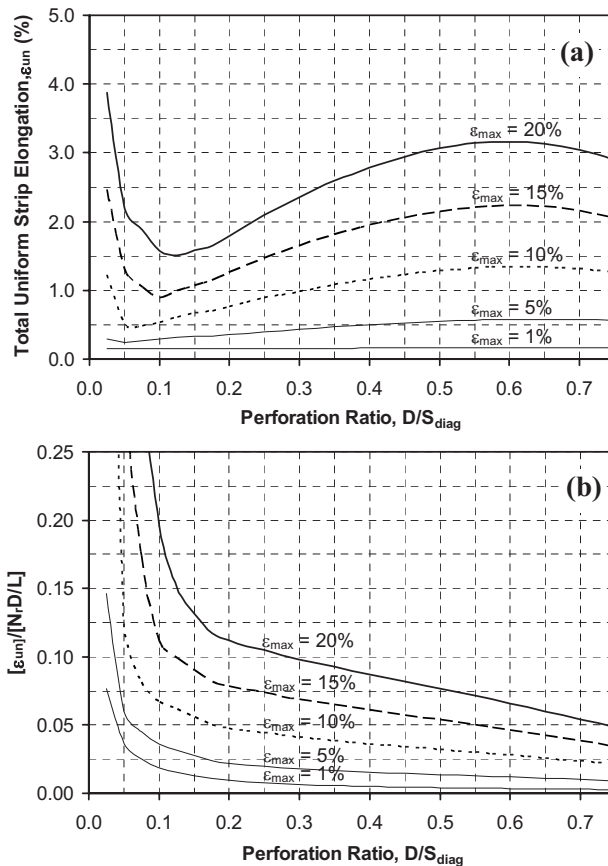 Total Uniform Strip Elongation,εun (%)
5.0
4.0
3.0
2.0
1.0
0.0
(a)
εmax = 20%
εmax = 15%
εmax = 10%
εmax = 5%
εmax = 1%
0.0 0.1 0.2 0.3 0.4 0.5 0.6 0.7
Perforation Ratio, D/Sdiag
[εun]/[NrD/L]
0.25
0.20
0.15
0.10
0.05
0.00
(b)
εmax = 20%
εmax = 15%
εmax = 10%
εmax = 5%
εmax = 1%
0.0 0.1 0.2 0.3 0.4 0.5 0.6 0.7
Perforation Ratio, D/Sdiag